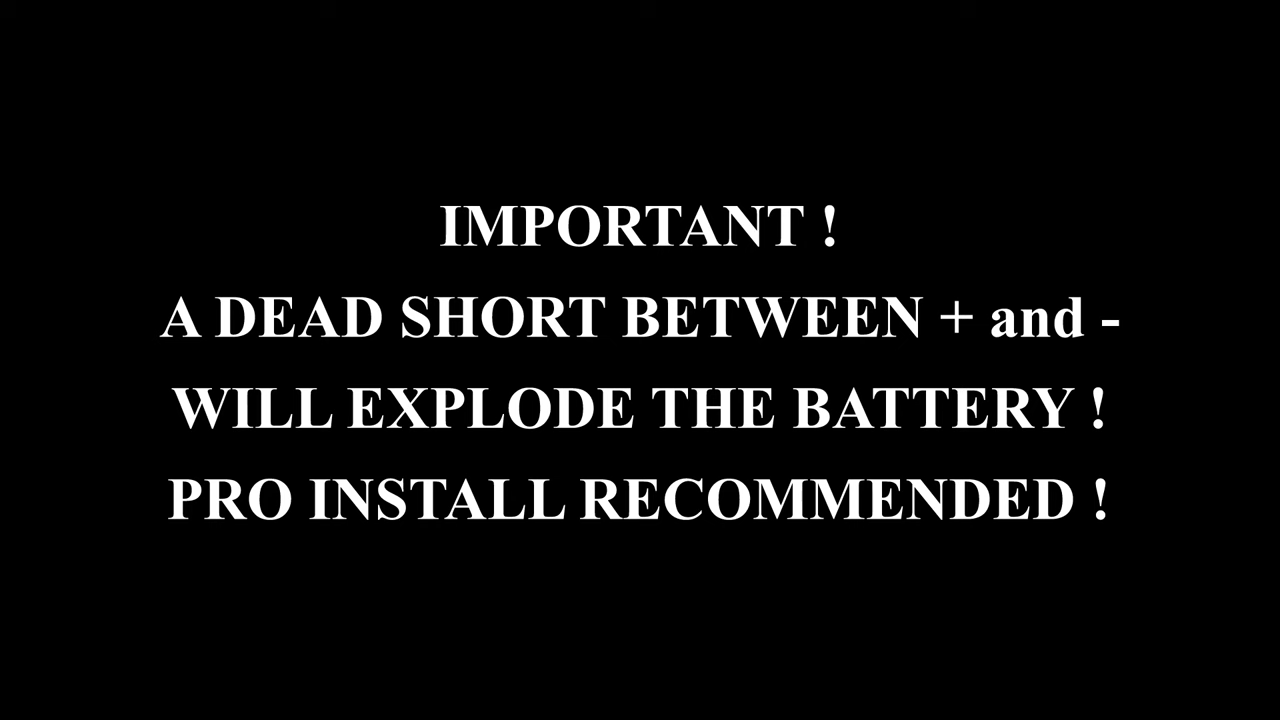 IMPORTANT !
A DEAD SHORT BETWEEN + and -
WILL EXPLODE THE BATTERY !
PRO INSTALL RECOMMENDED !